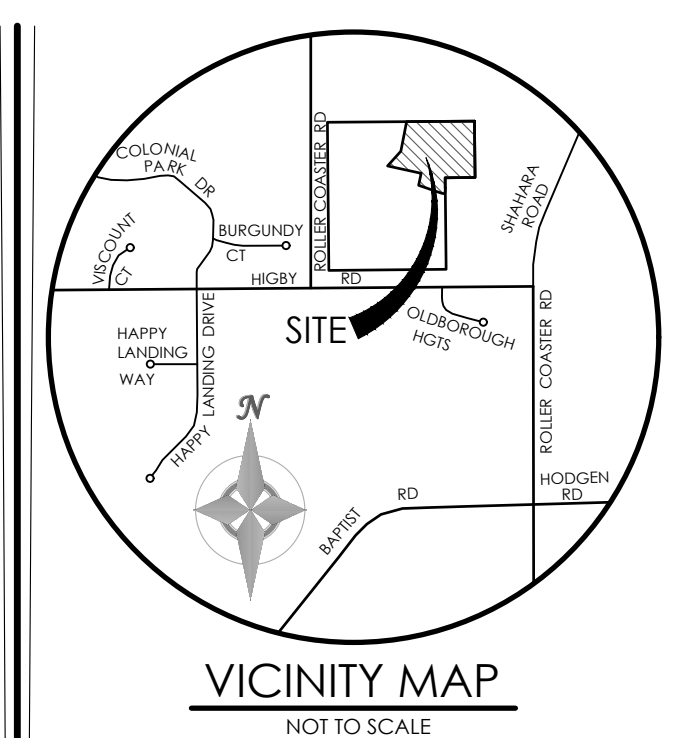 COLONIAL
PARK DR
ROLLER COASTER RD
SHAHARA
ROAD
VISCOUNT
CT
BURGUNDY
CT
HIGBY RD
SITE
OLDBOROUGH
HGTS
HAPPY
LANDING
WAY
HAPPY LANDING DRIVE
ROLLER COASTER RD
N
HODGEN
RD
BAPTIST RD
VICINITY MAP
NOT TO SCALE